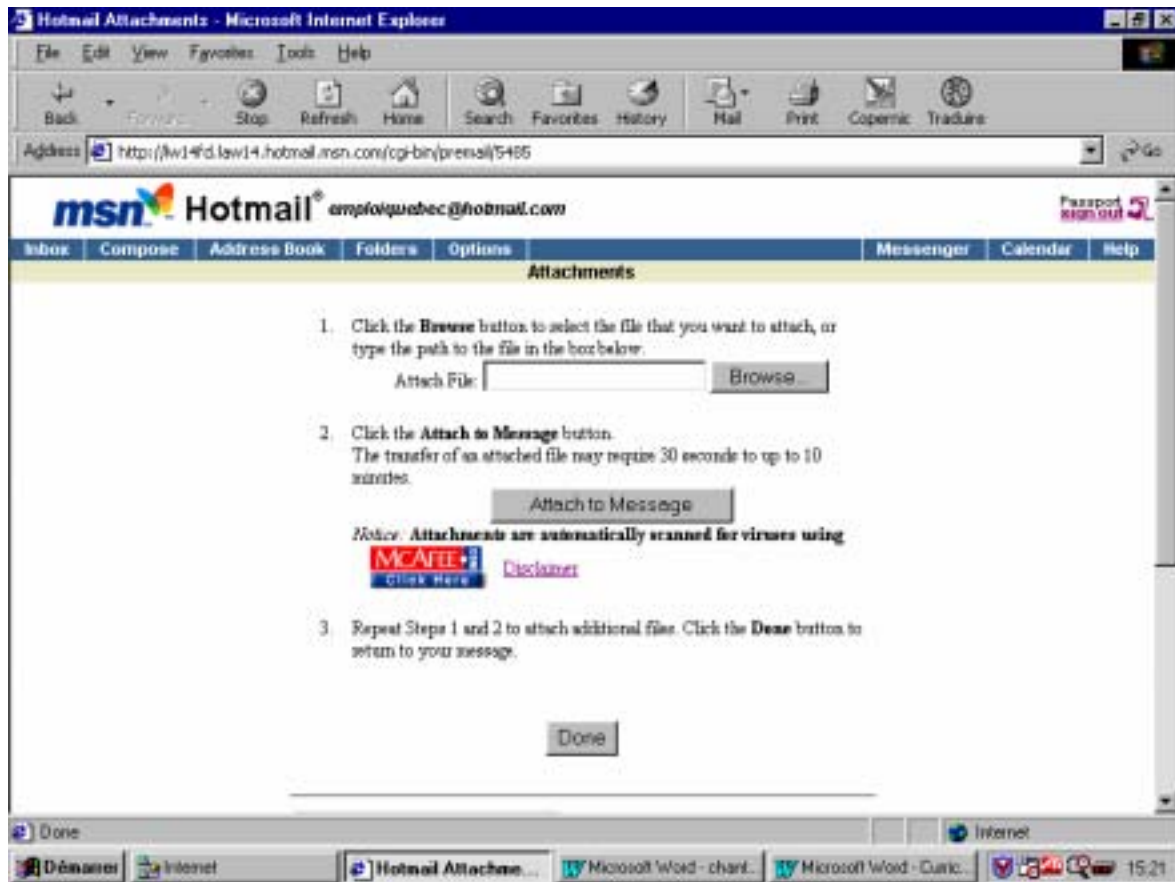 Hotmail Attachments - Microsoft Internet Explorer
File Edit View Favorites Tools Help
Back Forward Stop Refresh Home Search Favorites History Mail Print Copernic Traduire
Address http://lw14fd.law14.hotmail.msn.com/cgi-bin/premail/5485 Go
msn Hotmail® emploiquebec@hotmail.com Passport sign out
Inbox Compose Address Book Folders Options Messenger Calendar Help
Attachments
1. Click the Browse button to select the file that you want to attach, or
type the path to the file in the box below.
Attach File: Browse...
2. Click the Attach to Message button.
The transfer of an attached file may require 30 seconds to up to 10
minutes.
Attach to Message
Notice: Attachments are automatically scanned for viruses using
McAFEE
Click Here Disclaimer
3. Repeat Steps 1 and 2 to attach additional files. Click the Done button to
return to your message.
Done
Done Internet
Démarrer Internet Hotmail Attachme... Microsoft Word - chant... Microsoft Word - Curric... 15:21